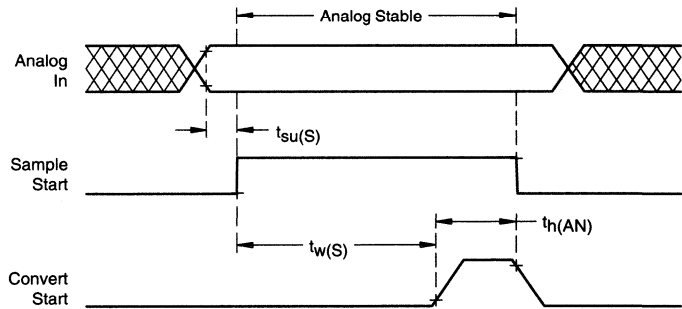 Analog Stable
Analog
In
tsu(S)
Sample
Start
tw(S)
th(AN)
Convert
Start